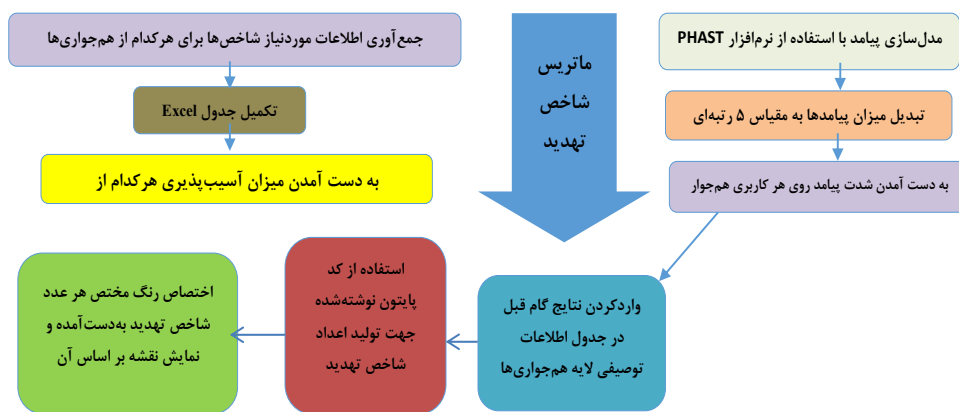 مدل‌سازی پیامد با استفاده از نرم‌افزار PHAST
تبدیل میزان پیامدها به مقیاس ۵ رتبه‌ای
به دست آمدن شدت پیامد روی هر کاربری هم‌جوار
ماتریس
شاخص
تهدید
جمع‌آوری اطلاعات موردنیاز شاخص‌ها برای هرکدام از هم‌جواری‌ها
تکمیل جدول Excel
به دست آمدن میزان آسیب‌پذیری هرکدام از
واردکردن نتایج گام قبل
در جدول اطلاعات
توصیفی لایه هم‌جواری‌ها
استفاده از کد
پایتون نوشته‌شده
جهت تولید اعداد
شاخص تهدید
اختصاص رنگ مختص هر عدد
شاخص تهدید به‌دست‌آمده و
نمایش نقشه بر اساس آن